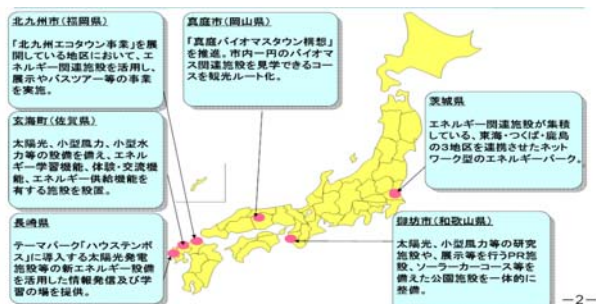 北九州市(福岡県)
「北九州エコタウン事業」を展
開している地区において、エネ
ルギー関連施設を活用し、
展示やバスツアー等の事業
を実施。
真庭市(岡山県)
「真庭バイオマスタウン構想」
を推進。市内一円のバイオマ
ス関連施設を見学できるコー
スを観光ルート化。
玄海町(佐賀県)
太陽光、小型風力、小型水
力等の設備を備え、エネル
ギー学習機能、体験・交流機
能、エネルギー供給機能を
有する施設を設置。
茨城県
エネルギー関連施設が集積
している、東海・つくば・鹿島
の3地区を連携させたネット
ワーク型のエネルギーパーク。
長崎県
テーマパーク「ハウステンボ
ス」に導入する太陽光発電
施設等の新エネルギー設備
を活用した情報発信及び学
習の場を提供。
御坊市(和歌山県)
太陽光、小型風力等の研究
施設や、展示等を行うPR施
設、ソーラーカーコース等を
備えた公園施設を一体的に
整備。
−2−